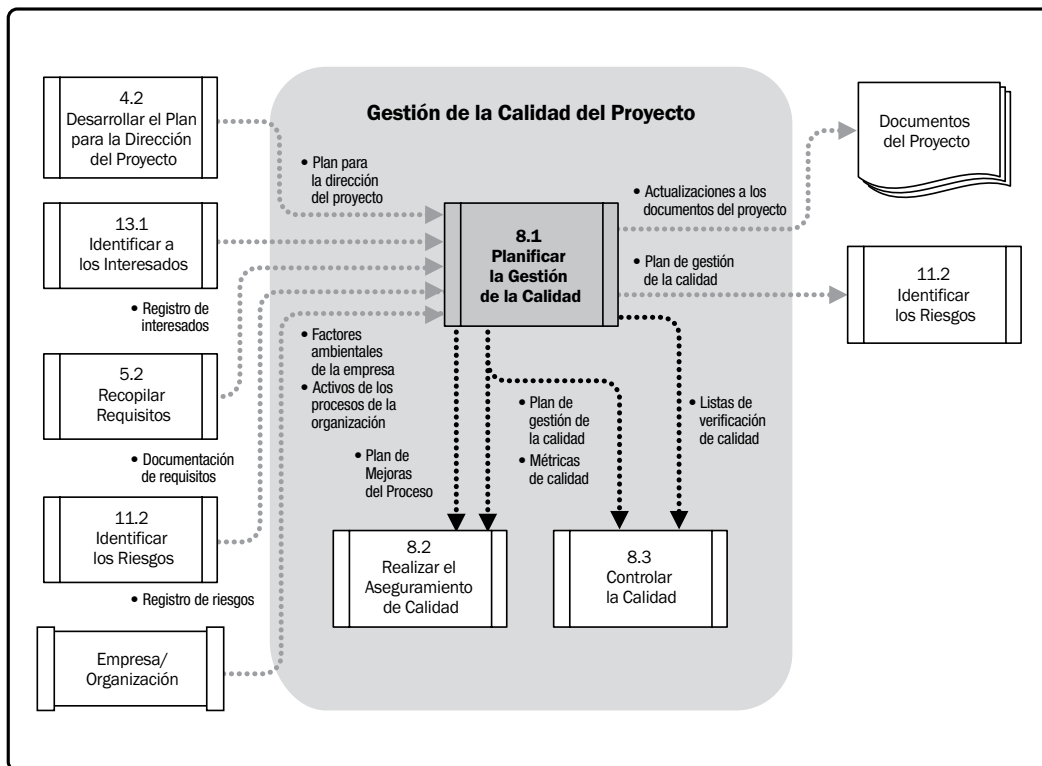 Gestión de la Calidad del Proyecto
4.2
Desarrollar el Plan
para la Dirección
del Proyecto
13.1
Identificar a
los Interesados
• Registro de
interesados
5.2
Recopilar
Requisitos
• Documentación
de requisitos
11.2
Identificar
los Riesgos
• Registro de riesgos
Empresa/
Organización
• Plan para
la dirección
del proyecto
• Factores
ambientales
de la empresa
• Activos de los
procesos de la
organización
8.1
Planificar
la Gestión
de la Calidad
• Actualizaciones a los
documentos del proyecto
• Plan de gestión
de la calidad
Documentos
del Proyecto
11.2
Identificar
los Riesgos
• Plan de
Mejoras
del Proceso
• Plan de
gestión de
la calidad
• Métricas
de calidad
• Listas de
verificación
de calidad
8.2
Realizar el
Aseguramiento
de Calidad
8.3
Controlar
la Calidad